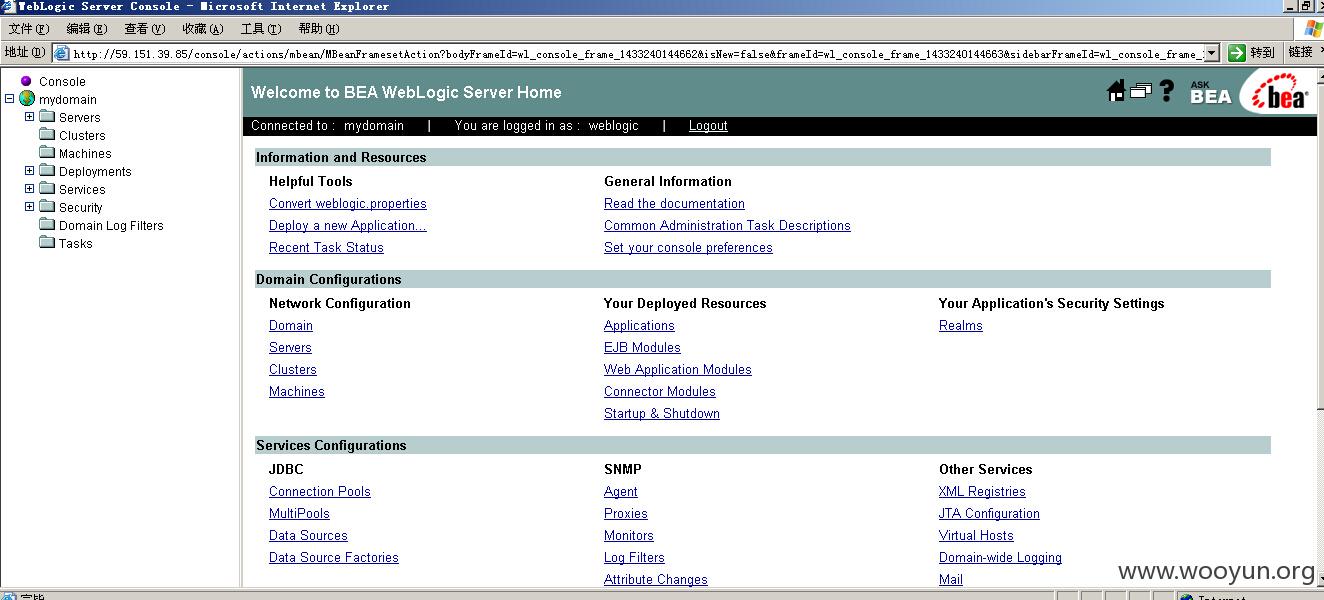 WebLogic Server Console - Microsoft Internet Explorer
文件(F) 编辑(E) 查看(V) 收藏(A) 工具(T) 帮助(H)
地址(D) http://59.151.39.85/console/actions/mbean/MBeanFramesetAction?bodyFrameId=wl_console_frame_1433240144662&isNew=false&frameId=wl_console_frame_1433240144663&sidebarFrameId=wl_console_frame_ 转到 链接
Console
mydomain
Servers
Clusters
Machines
Deployments
Services
Security
Domain Log Filters
Tasks
Welcome to BEA WebLogic Server Home
? ASK BEA bea
Connected to : mydomain | You are logged in as : weblogic | Logout
Information and Resources
Helpful Tools General Information
Convert weblogic.properties Read the documentation
Deploy a new Application... Common Administration Task Descriptions
Recent Task Status Set your console preferences
Domain Configurations
Network Configuration Your Deployed Resources Your Application's Security Settings
Domain Applications Realms
Servers EJB Modules
Clusters Web Application Modules
Machines Connector Modules
Startup & Shutdown
Services Configurations
JDBC SNMP Other Services
Connection Pools Agent XML Registries
MultiPools Proxies JTA Configuration
Data Sources Monitors Virtual Hosts
Data Source Factories Log Filters Domain-wide Logging
Attribute Changes Mail
www.wooyun.org
完毕 Internet